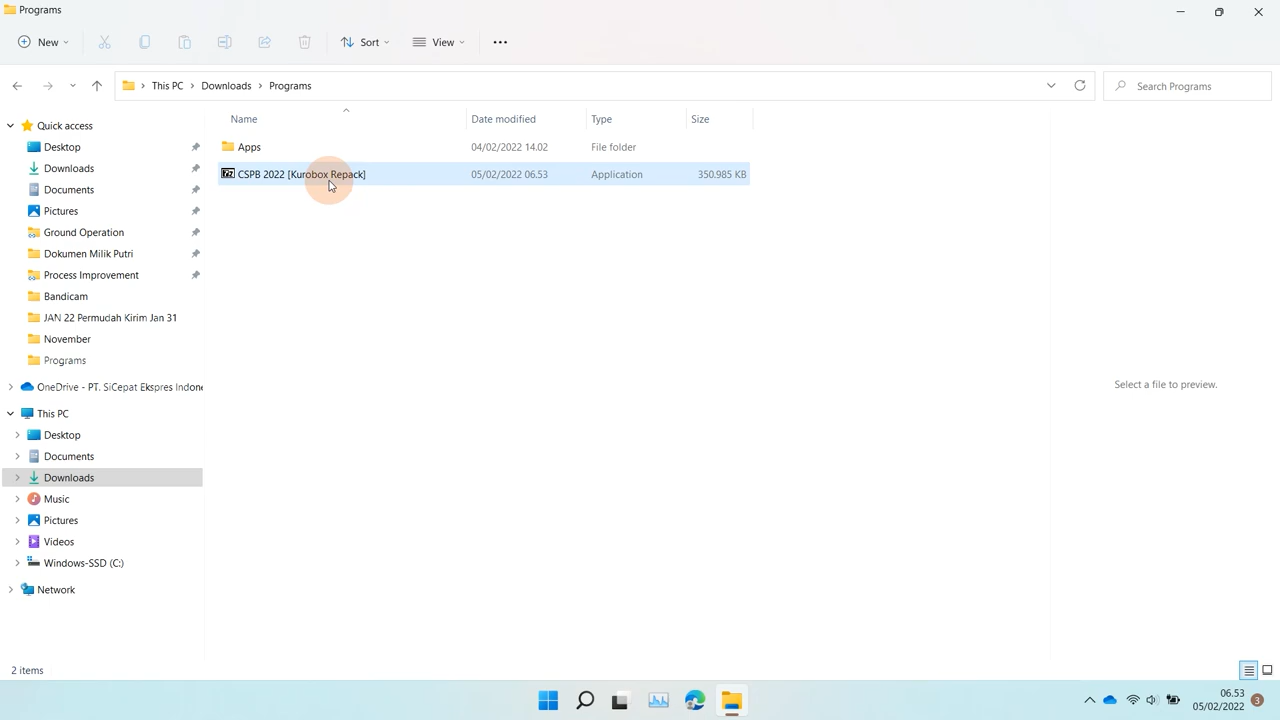 Programs
New
Sort
View
This PC
Downloads
Programs
Search Programs
Quick access
Desktop
Downloads
Documents
Pictures
Ground Operation
Dokumen Milik Putri
Process Improvement
Bandicam
JAN 22 Permudah Kirim Jan 31
November
Programs
OneDrive - PT. SiCepat Ekspres Indone
This PC
Desktop
Documents
Downloads
Music
Pictures
Videos
Windows-SSD (C:)
Network
Name Date modified Type Size
Apps 04/02/2022 14.02 File folder
CSPB 2022 [Kurobox Repack] 05/02/2022 06.53 Application 350.985 KB
Select a file to preview.
2 items
06.53
05/02/2022
3